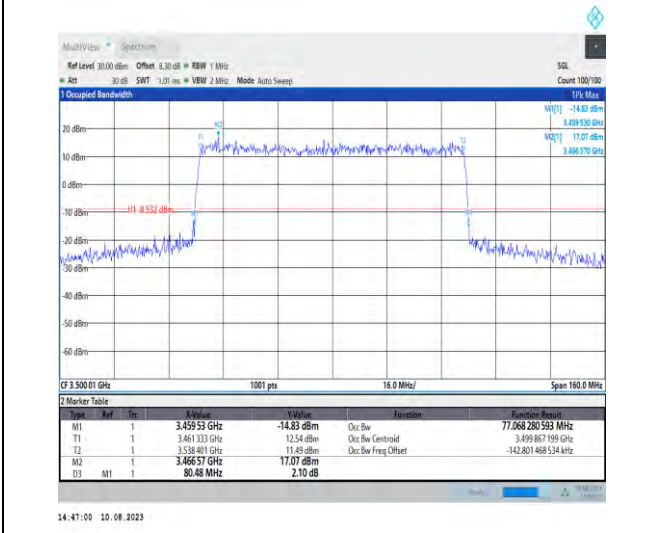 MultiView Spectrum
Ref Level 30.00 dBm Offset 8.30 dB RBW 1 MHz SGL
Att 30 dB SWT 1.01 ms VBW 2 MHz Mode Auto Sweep Count 100/100
1 Occupied Bandwidth 1Pk Max
M1[1] -14.83 dBm
3.459 530 GHz
M2[1] 17.07 dBm
3.466 570 GHz
20 dBm
M2
T1
T2
10 dBm
0 dBm
-10 dBm
H1 -8.932 dBm
M1
-20 dBm
-30 dBm
-40 dBm
-50 dBm
-60 dBm
CF 3.500 01 GHz 1001 pts 16.0 MHz/ Span 160.0 MHz
2 Marker Table
Type Ref Trc X-Value Y-Value Function Function Result
M1 1 3.459 53 GHz -14.83 dBm Occ Bw 77.068 280 593 MHz
T1 1 3.461 333 GHz 12.54 dBm Occ Bw Centroid 3.499 867 199 GHz
T2 1 3.538 401 GHz 11.49 dBm Occ Bw Freq Offset -142.801 468 534 kHz
M2 1 3.466 57 GHz 17.07 dBm
D3 M1 1 80.48 MHz 2.10 dB
14:47:00 10.08.2023